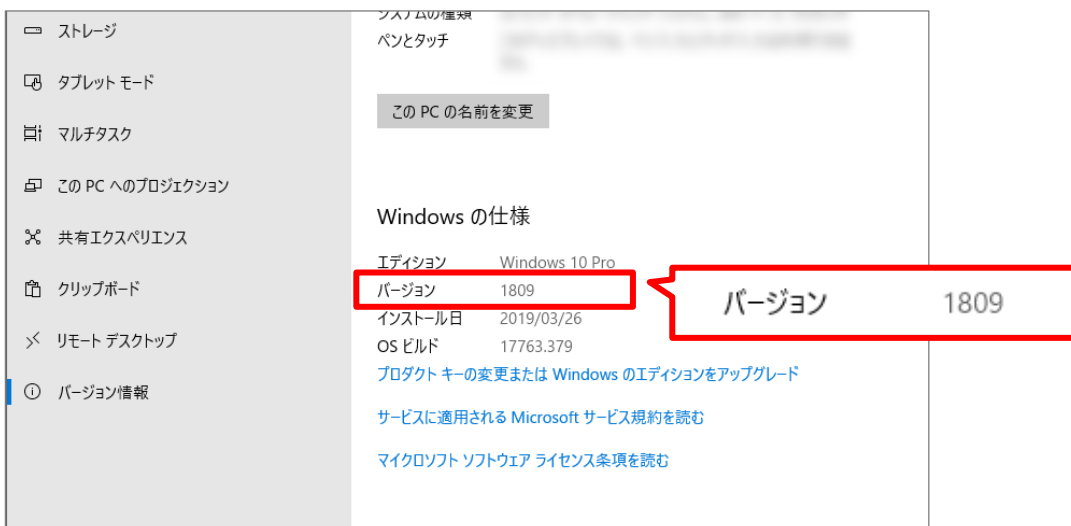 ストレージ
タブレット モード
マルチタスク
この PC へのプロジェクション
共有エクスペリエンス
クリップボード
リモート デスクトップ
バージョン情報
システムの種類
ペンとタッチ
この PC の名前を変更
Windows の仕様
エディション Windows 10 Pro
バージョン 1809
インストール日 2019/03/26
OS ビルド 17763.379
プロダクト キーの変更または Windows のエディションをアップグレード
サービスに適用される Microsoft サービス規約を読む
マイクロソフト ソフトウェア ライセンス条項を読む
バージョン 1809